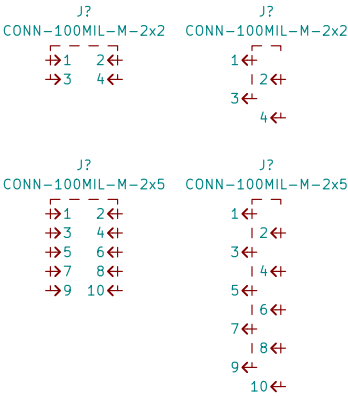 J?
CONN-100MIL-M-2x2
1 2
3 4
J?
CONN-100MIL-M-2x2
1
2
3
4
J?
CONN-100MIL-M-2x5
1 2
3 4
5 6
7 8
9 10
J?
CONN-100MIL-M-2x5
1
2
3
4
5
6
7
8
9
10